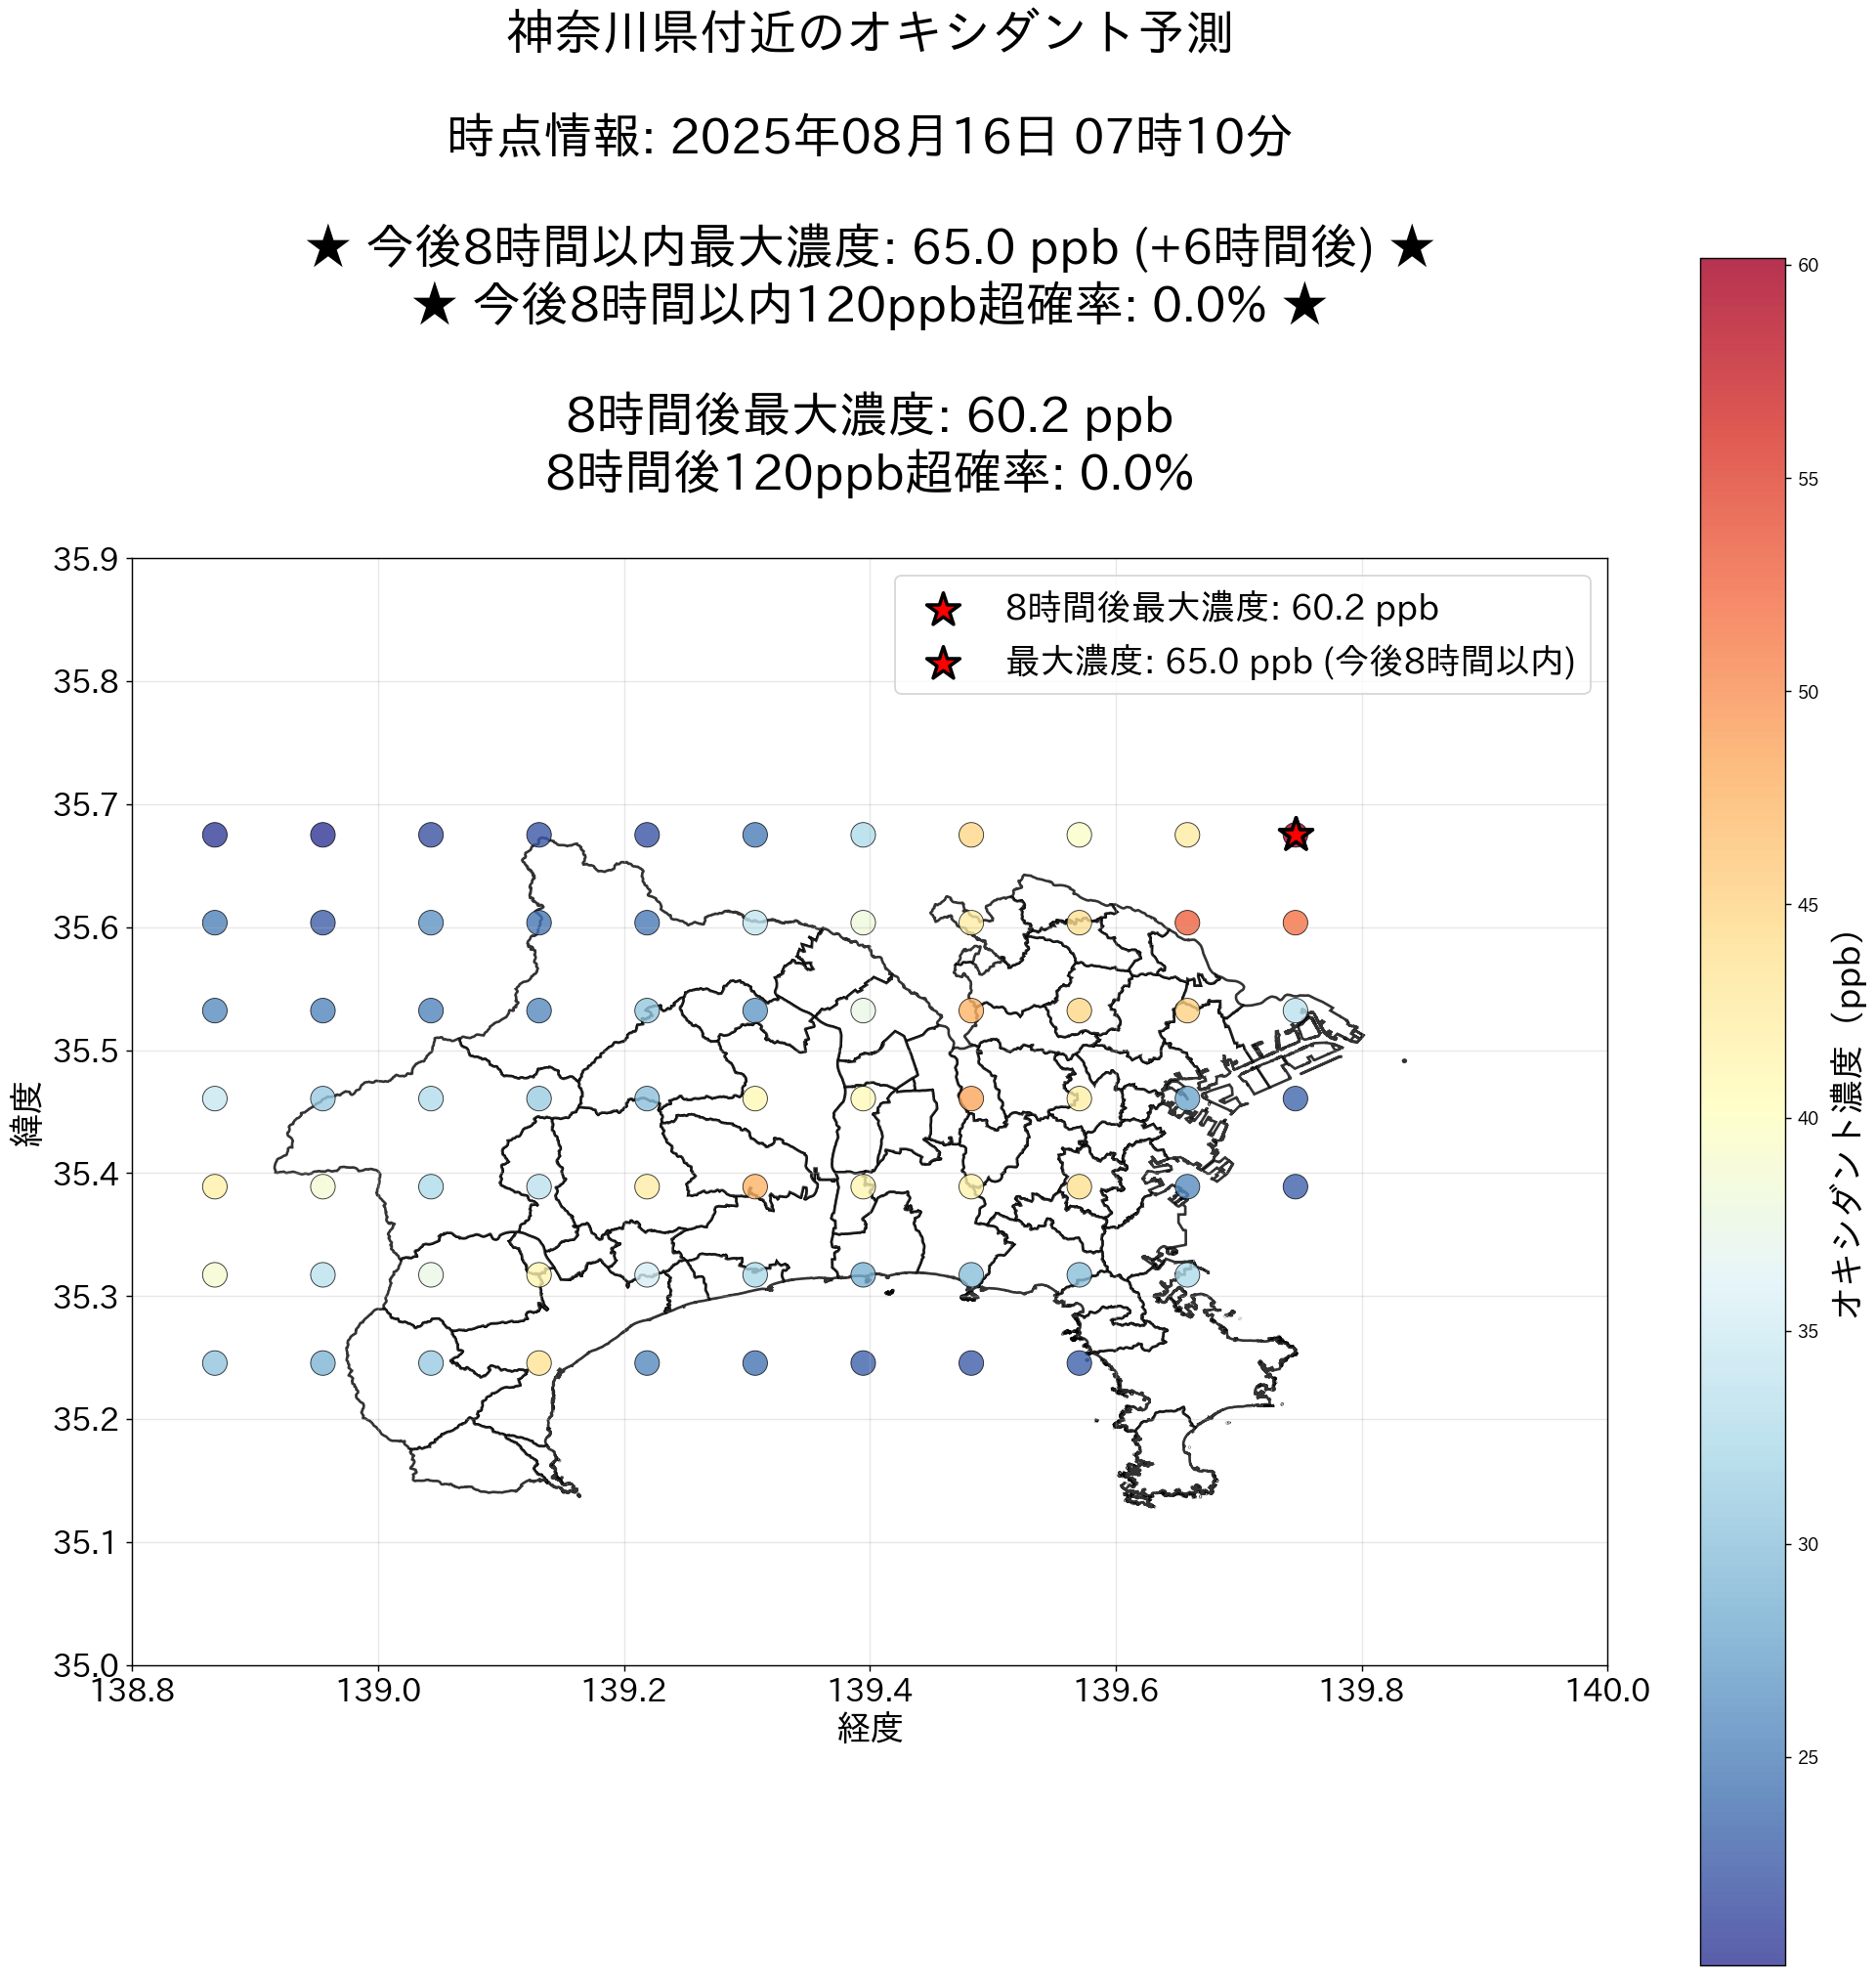 神奈川県付近のオキシダント予測
時点情報: 2025年08月16日 07時10分
★ 今後8時間以内最大濃度: 65.0 ppb (+6時間後) ★
★ 今後8時間以内120ppb超確率: 0.0% ★
8時間後最大濃度: 60.2 ppb
8時間後120ppb超確率: 0.0%
8時間後最大濃度: 60.2 ppb
最大濃度: 65.0 ppb (今後8時間以内)
35.9
35.8
35.7
35.6
35.5
35.4
35.3
35.2
35.1
35.0
緯度
138.8
139.0
139.2
139.4
139.6
139.8
140.0
経度
60
55
50
45
40
35
30
25
オキシダント濃度（ppb）